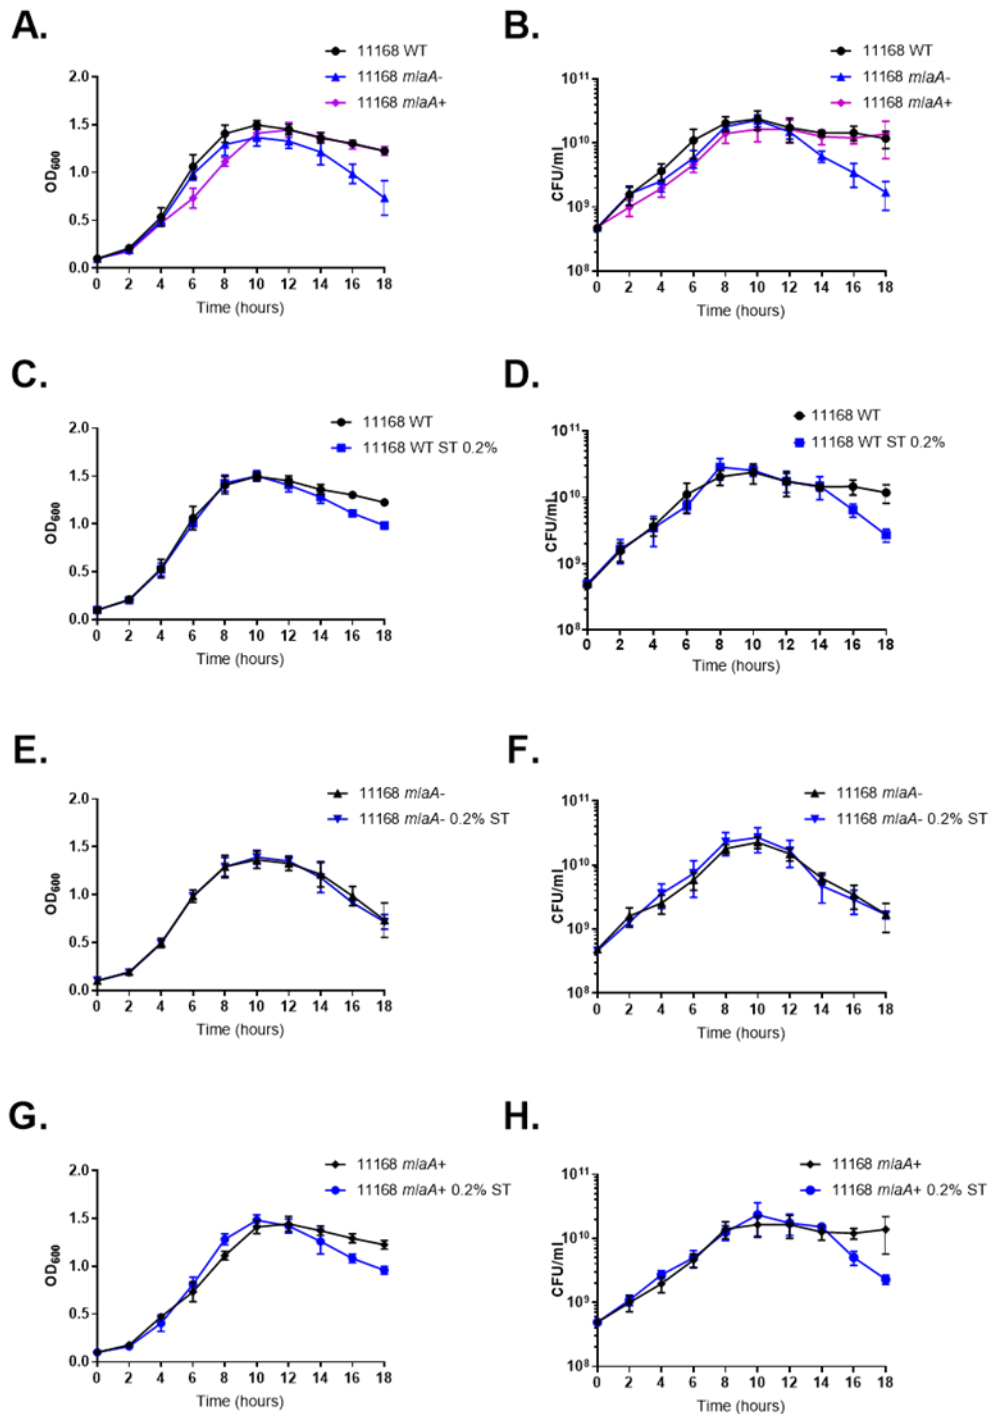 A.
11168 WT
11168 mlaA-
11168 mlaA+
2.0
1.5
1.0
0.5
0.0
OD600
0 2 4 6 8 10 12 14 16 18
Time (hours)
B.
11168 WT
11168 mlaA-
11168 mlaA+
10¹¹
10¹⁰
10⁹
10⁸
CFU/ml
0 2 4 6 8 10 12 14 16 18
Time (hours)
C.
11168 WT
11168 WT ST 0.2%
2.0
1.5
1.0
0.5
0.0
OD600
0 2 4 6 8 10 12 14 16 18
Time (hours)
D.
11168 WT
11168 WT ST 0.2%
10¹¹
10¹⁰
10⁹
10⁸
CFU/mL
0 2 4 6 8 10 12 14 16 18
Time (hours)
E.
11168 mlaA-
11168 mlaA- 0.2% ST
2.0
1.5
1.0
0.5
0.0
OD600
0 2 4 6 8 10 12 14 16 18
Time (hours)
F.
11168 mlaA-
11168 mlaA- 0.2% ST
10¹¹
10¹⁰
10⁹
10⁸
CFU/ml
0 2 4 6 8 10 12 14 16 18
Time (hours)
G.
11168 mlaA+
11168 mlaA+ 0.2% ST
2.0
1.5
1.0
0.5
0.0
OD600
0 2 4 6 8 10 12 14 16 18
Time (hours)
H.
11168 mlaA+
11168 mlaA+ 0.2% ST
10¹¹
10¹⁰
10⁹
10⁸
CFU/ml
0 2 4 6 8 10 12 14 16 18
Time (hours)